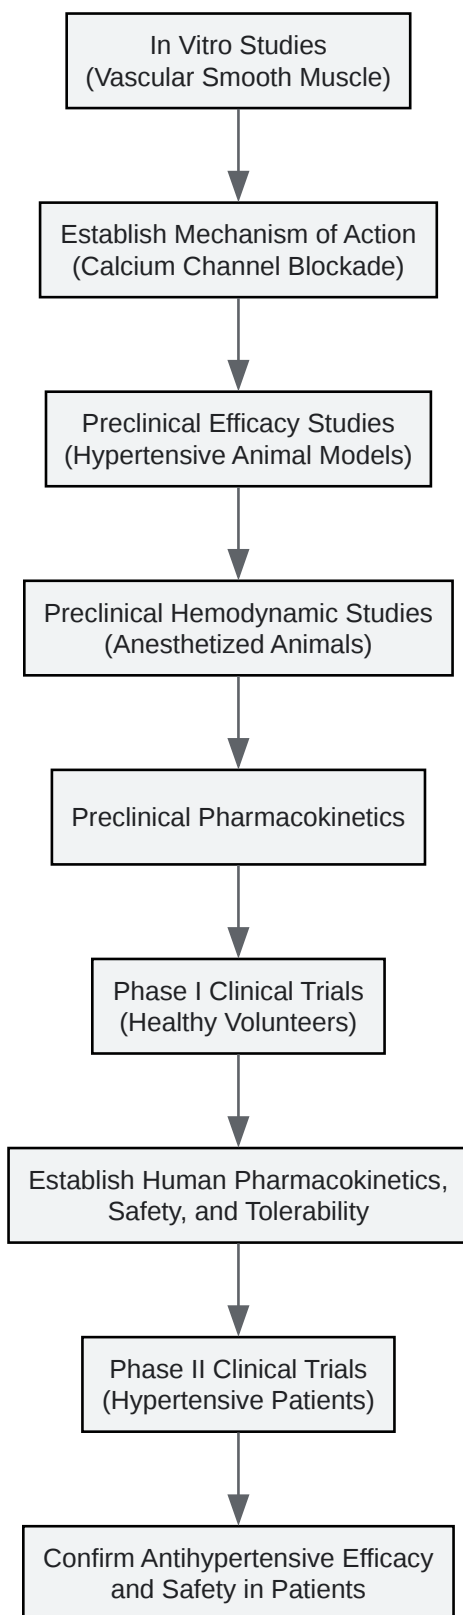 In Vitro Studies
(Vascular Smooth Muscle)
Establish Mechanism of Action
(Calcium Channel Blockade)
Preclinical Efficacy Studies
(Hypertensive Animal Models)
Preclinical Hemodynamic Studies
(Anesthetized Animals)
Preclinical Pharmacokinetics
Phase I Clinical Trials
(Healthy Volunteers)
Establish Human Pharmacokinetics,
Safety, and Tolerability
Phase II Clinical Trials
(Hypertensive Patients)
Confirm Antihypertensive Efficacy
and Safety in Patients